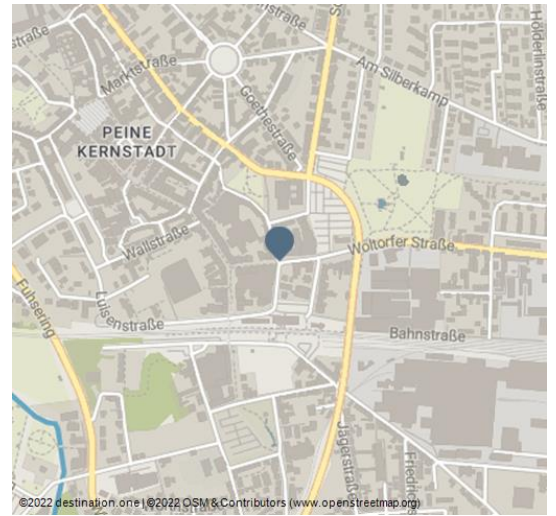 Marktstraße
Am Silberkamp
Hölderlinstraße
Goethestraße
PEINE
KERNSTADT
Wallstraße
Woltorfer Straße
Fuhsering
Luisenstraße
Bahnstraße
Jägerstraße
©2022 destination.one | ©2022 OSM & Contributors (www.openstreetmap.org)